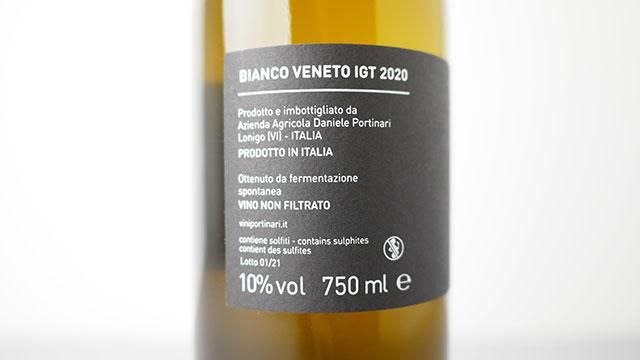 BIANCO VENETO IGT 2020
Prodotto e imbottigliato da
Azienda Agricola Daniele Portinari
Lonigo (VI) - ITALIA
PRODOTTO IN ITALIA
Ottenuto da fermentazione
spontanea
VINO NON FILTRATO
viniportinari.it
contiene solfiti - contains sulphites
contient des sulfites
Lotto 01/21
10% vol 750 ml e